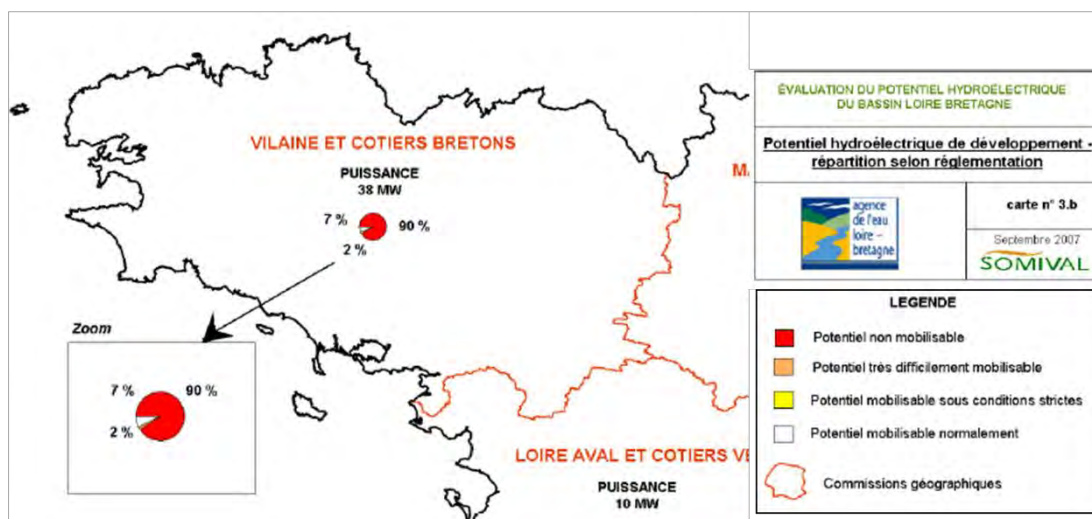 VILAINE ET COTIERS BRETONS
PUISSANCE
38 MW
7 %
90 %
2 %
Zoom
7 %
90 %
2 %
LOIRE AVAL ET COTIERS VE
PUISSANCE
10 MW
M
ÉVALUATION DU POTENTIEL HYDROÉLECTRIQUE
DU BASSIN LOIRE BRETAGNE
Potentiel hydroélectrique de développement -
répartition selon réglementation
agence
de l'eau
loire -
bretagne
carte n° 3.b
Septembre 2007
SOMIVAL
LEGENDE
Potentiel non mobilisable
Potentiel très difficilement mobilisable
Potentiel mobilisable sous conditions strictes
Potentiel mobilisable normalement
Commissions géographiques